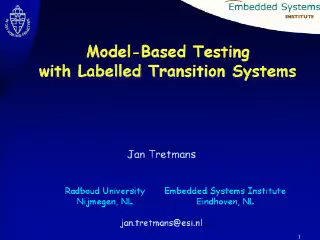 Embedded Systems
INSTITUTE
Model-Based Testing
with Labelled Transition Systems
Jan Tretmans
Radboud University
Nijmegen, NL
Embedded Systems Institute
Eindhoven, NL
jan.tretmans@esi.nl
1